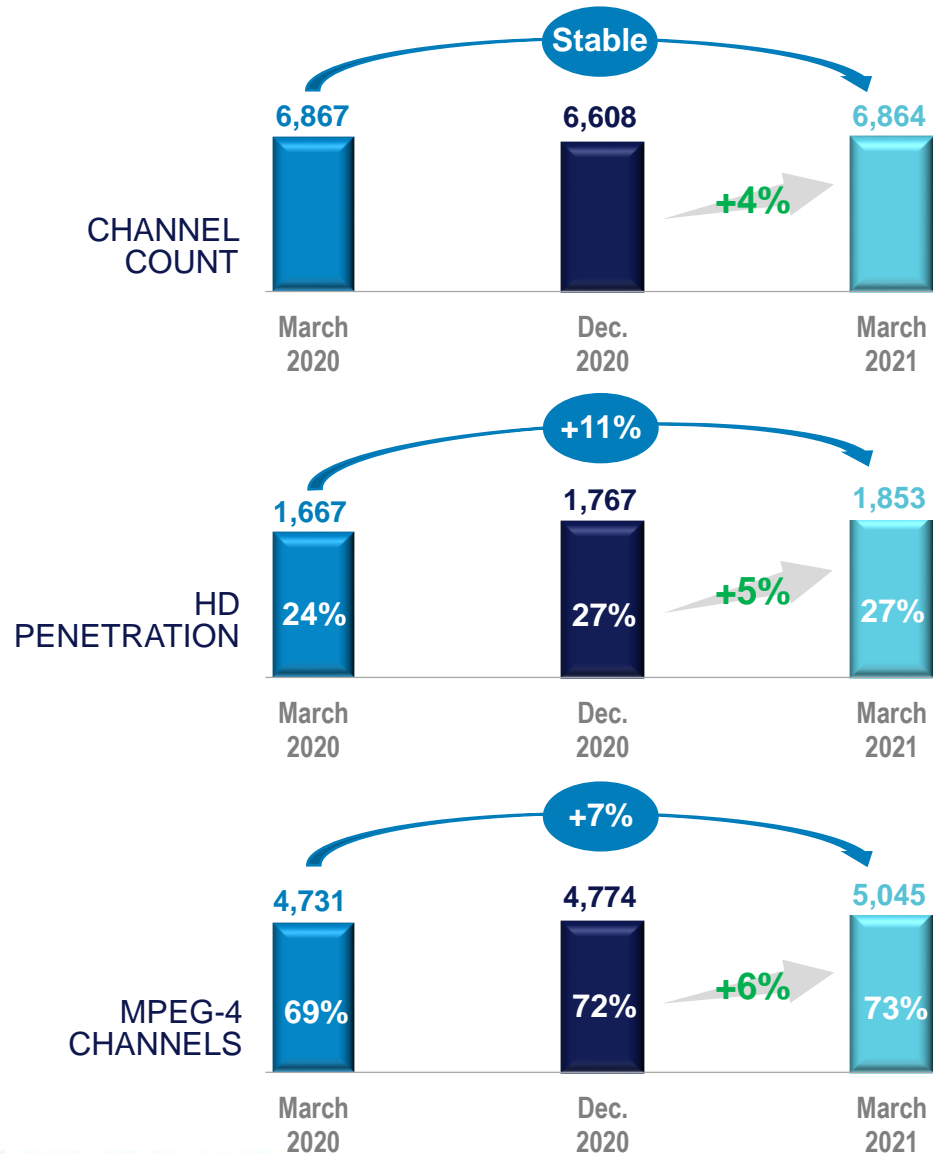 Stable
6,867
6,608
6,864
+4%
CHANNEL
COUNT
March
2020
Dec.
2020
March
2021
+11%
1,667
1,767
1,853
24%
27%
+5%
27%
HD
PENETRATION
March
2020
Dec.
2020
March
2021
+7%
4,731
4,774
5,045
69%
72%
+6%
73%
MPEG-4
CHANNELS
March
2020
Dec.
2020
March
2021